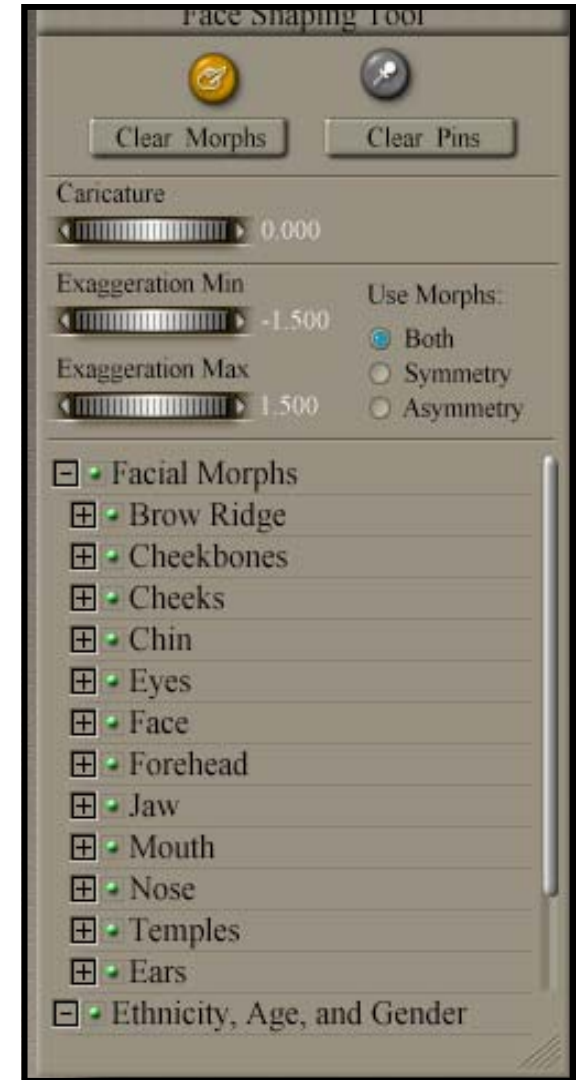 Face Shaping Tool
Clear Morphs Clear Pins
Caricature
0.000
Exaggeration Min
-1.500
Exaggeration Max
1.500
Use Morphs:
Both
Symmetry
Asymmetry
Facial Morphs
Brow Ridge
Cheekbones
Cheeks
Chin
Eyes
Face
Forehead
Jaw
Mouth
Nose
Temples
Ears
Ethnicity, Age, and Gender